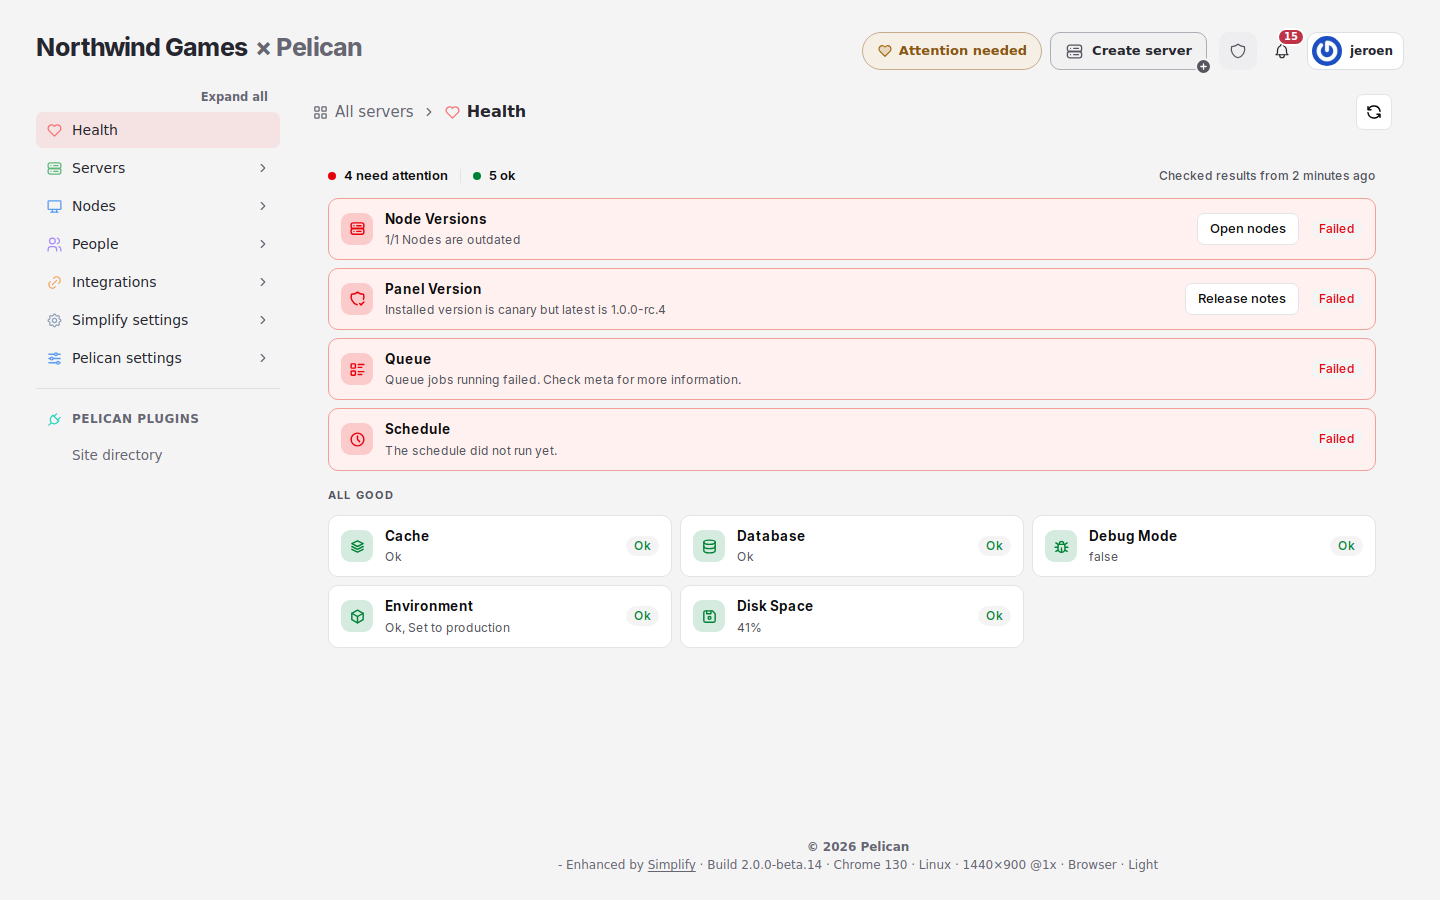 Northwind Games × Pelican
Attention needed
Create server
15
jeroen
Expand all
Health
Servers
Nodes
People
Integrations
Simplify settings
Pelican settings
PELICAN PLUGINS
Site directory
All servers > Health
4 need attention
5 ok
Checked results from 2 minutes ago
Node Versions
1/1 Nodes are outdated
Open nodes
Failed
Panel Version
Installed version is canary but latest is 1.0.0-rc.4
Release notes
Failed
Queue
Queue jobs running failed. Check meta for more information.
Failed
Schedule
The schedule did not run yet.
Failed
ALL GOOD
Cache
Ok
Ok
Database
Ok
Ok
Debug Mode
false
Ok
Environment
Ok, Set to production
Ok
Disk Space
41%
Ok
© 2026 Pelican
- Enhanced by Simplify · Build 2.0.0-beta.14 · Chrome 130 · Linux · 1440×900 @1x · Browser · Light